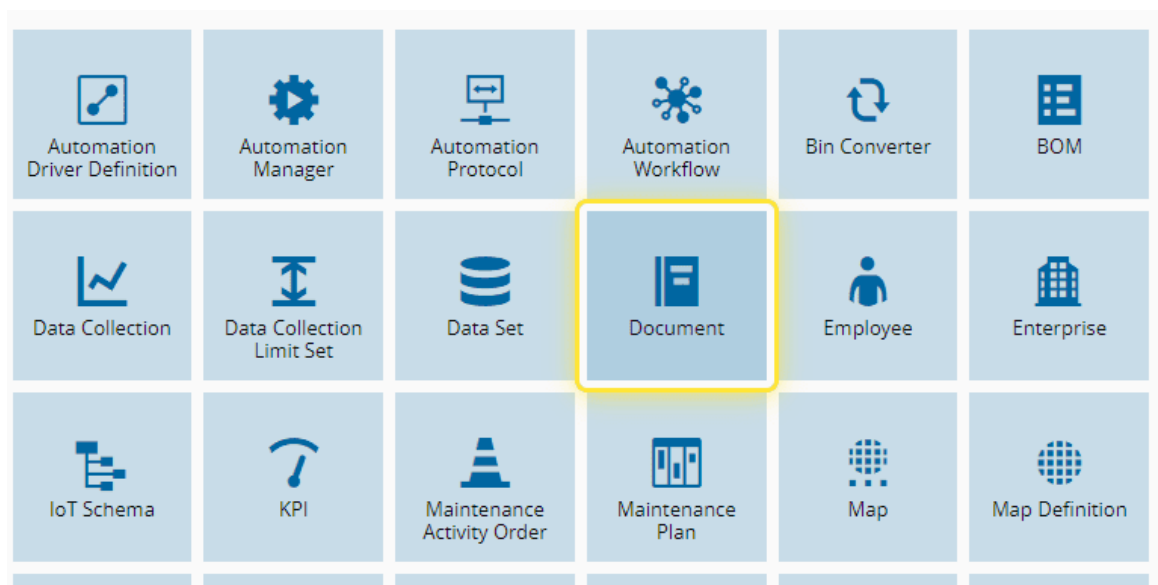 Automation
Driver Definition
Automation
Manager
Automation
Protocol
Automation
Workflow
Bin Converter
BOM
Data Collection
Data Collection
Limit Set
Data Set
Document
Employee
Enterprise
IoT Schema
KPI
Maintenance
Activity Order
Maintenance
Plan
Map
Map Definition